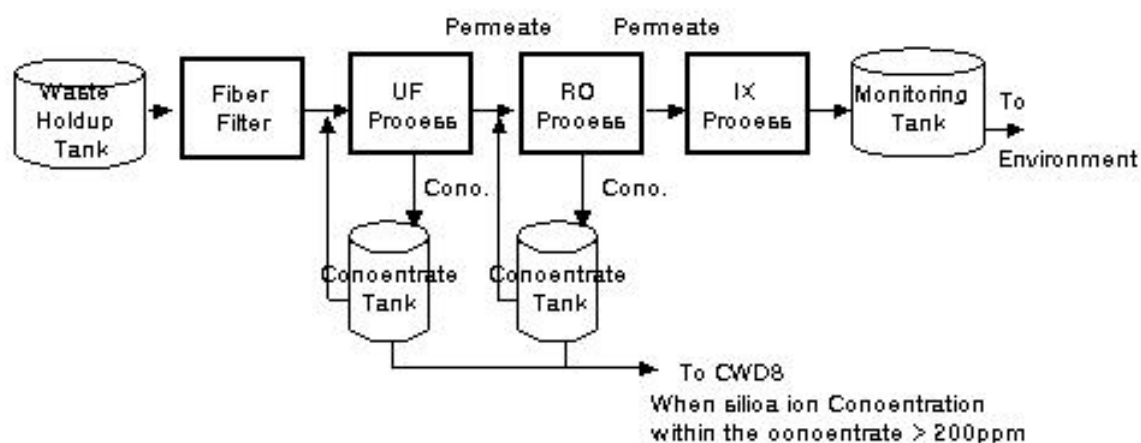 Permeate Permeate
Waste
Holdup
Tank
Fiber
Filter
UF
Process
RO
Process
IX
Process
Monitoring
Tank
To
Environment
Conc.
Conc.
Concentrate
Tank
Concentrate
Tank
To CWD8
When silica ion Concentration
within the concentrate > 200ppm